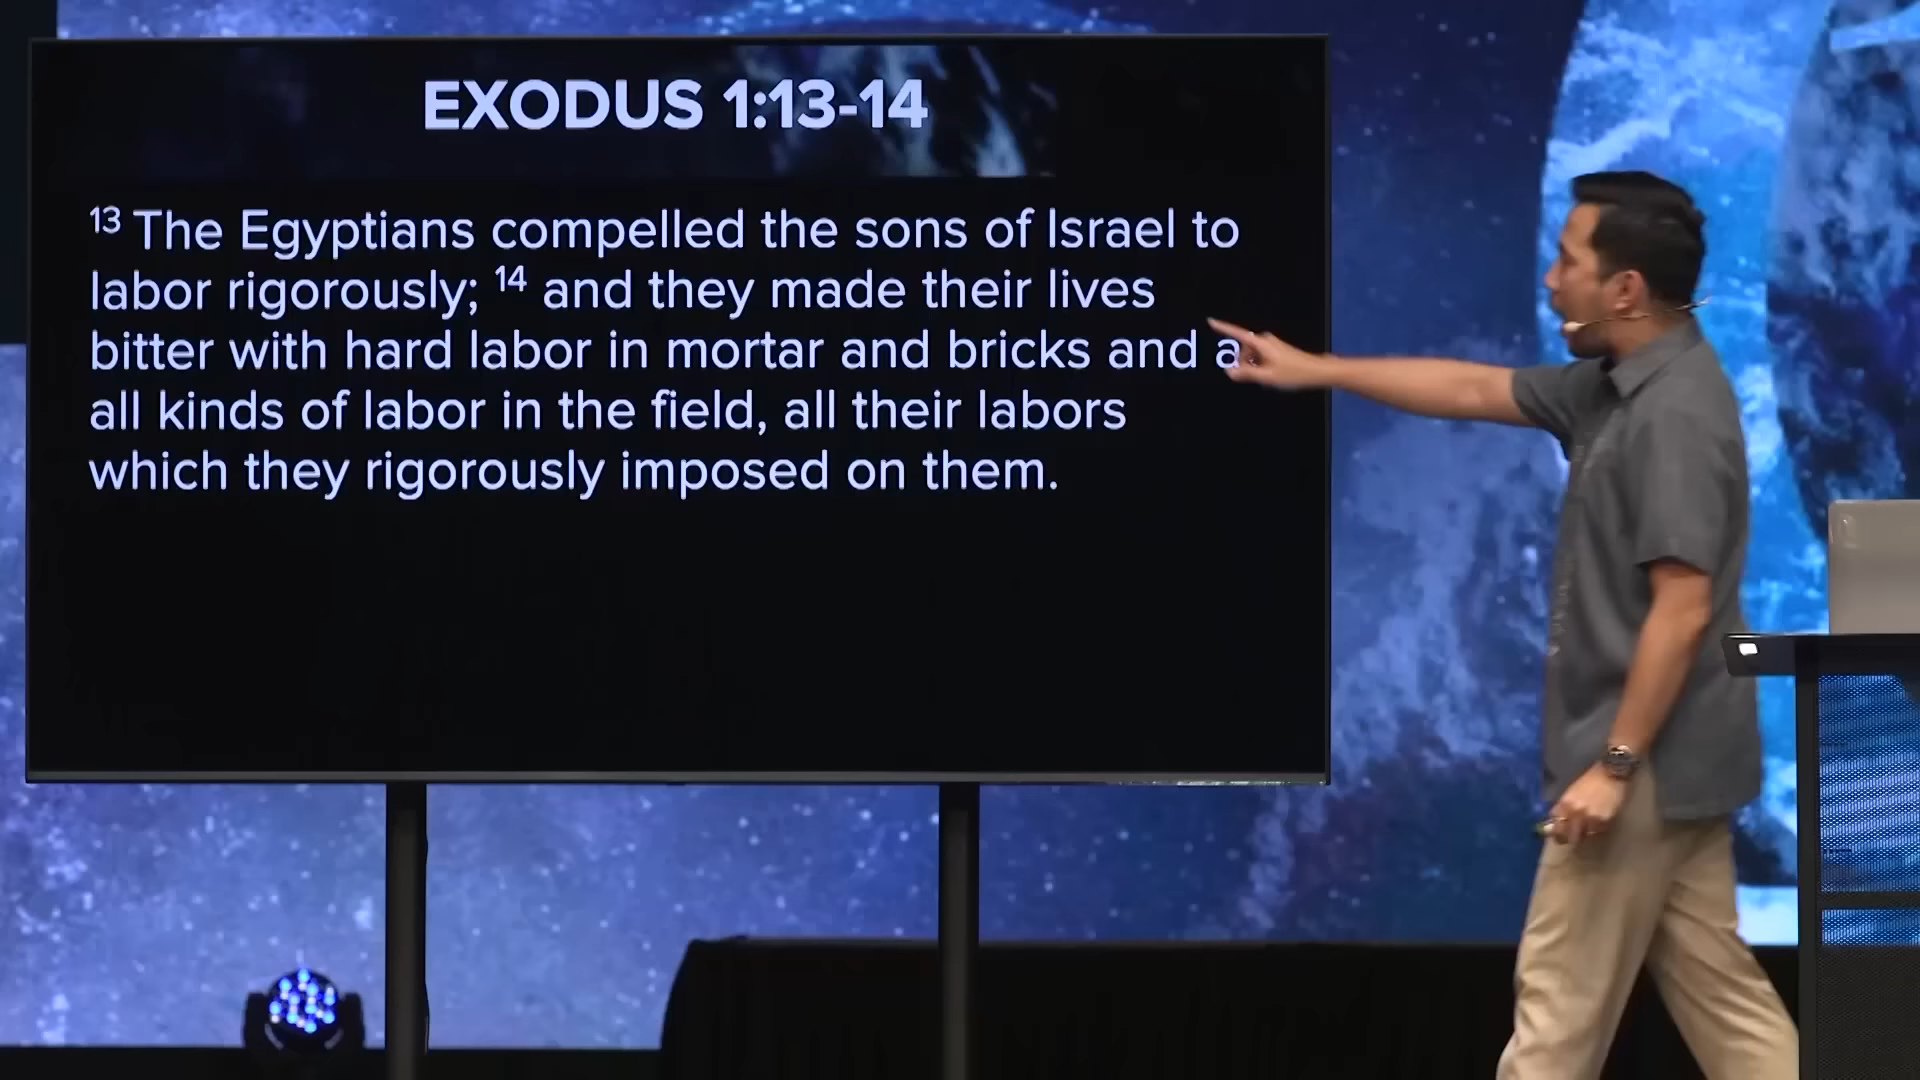 EXODUS 1:13-14
13 The Egyptians compelled the sons of Israel to
labor rigorously; 14 and they made their lives
bitter with hard labor in mortar and bricks and a
all kinds of labor in the field, all their labors
which they rigorously imposed on them.